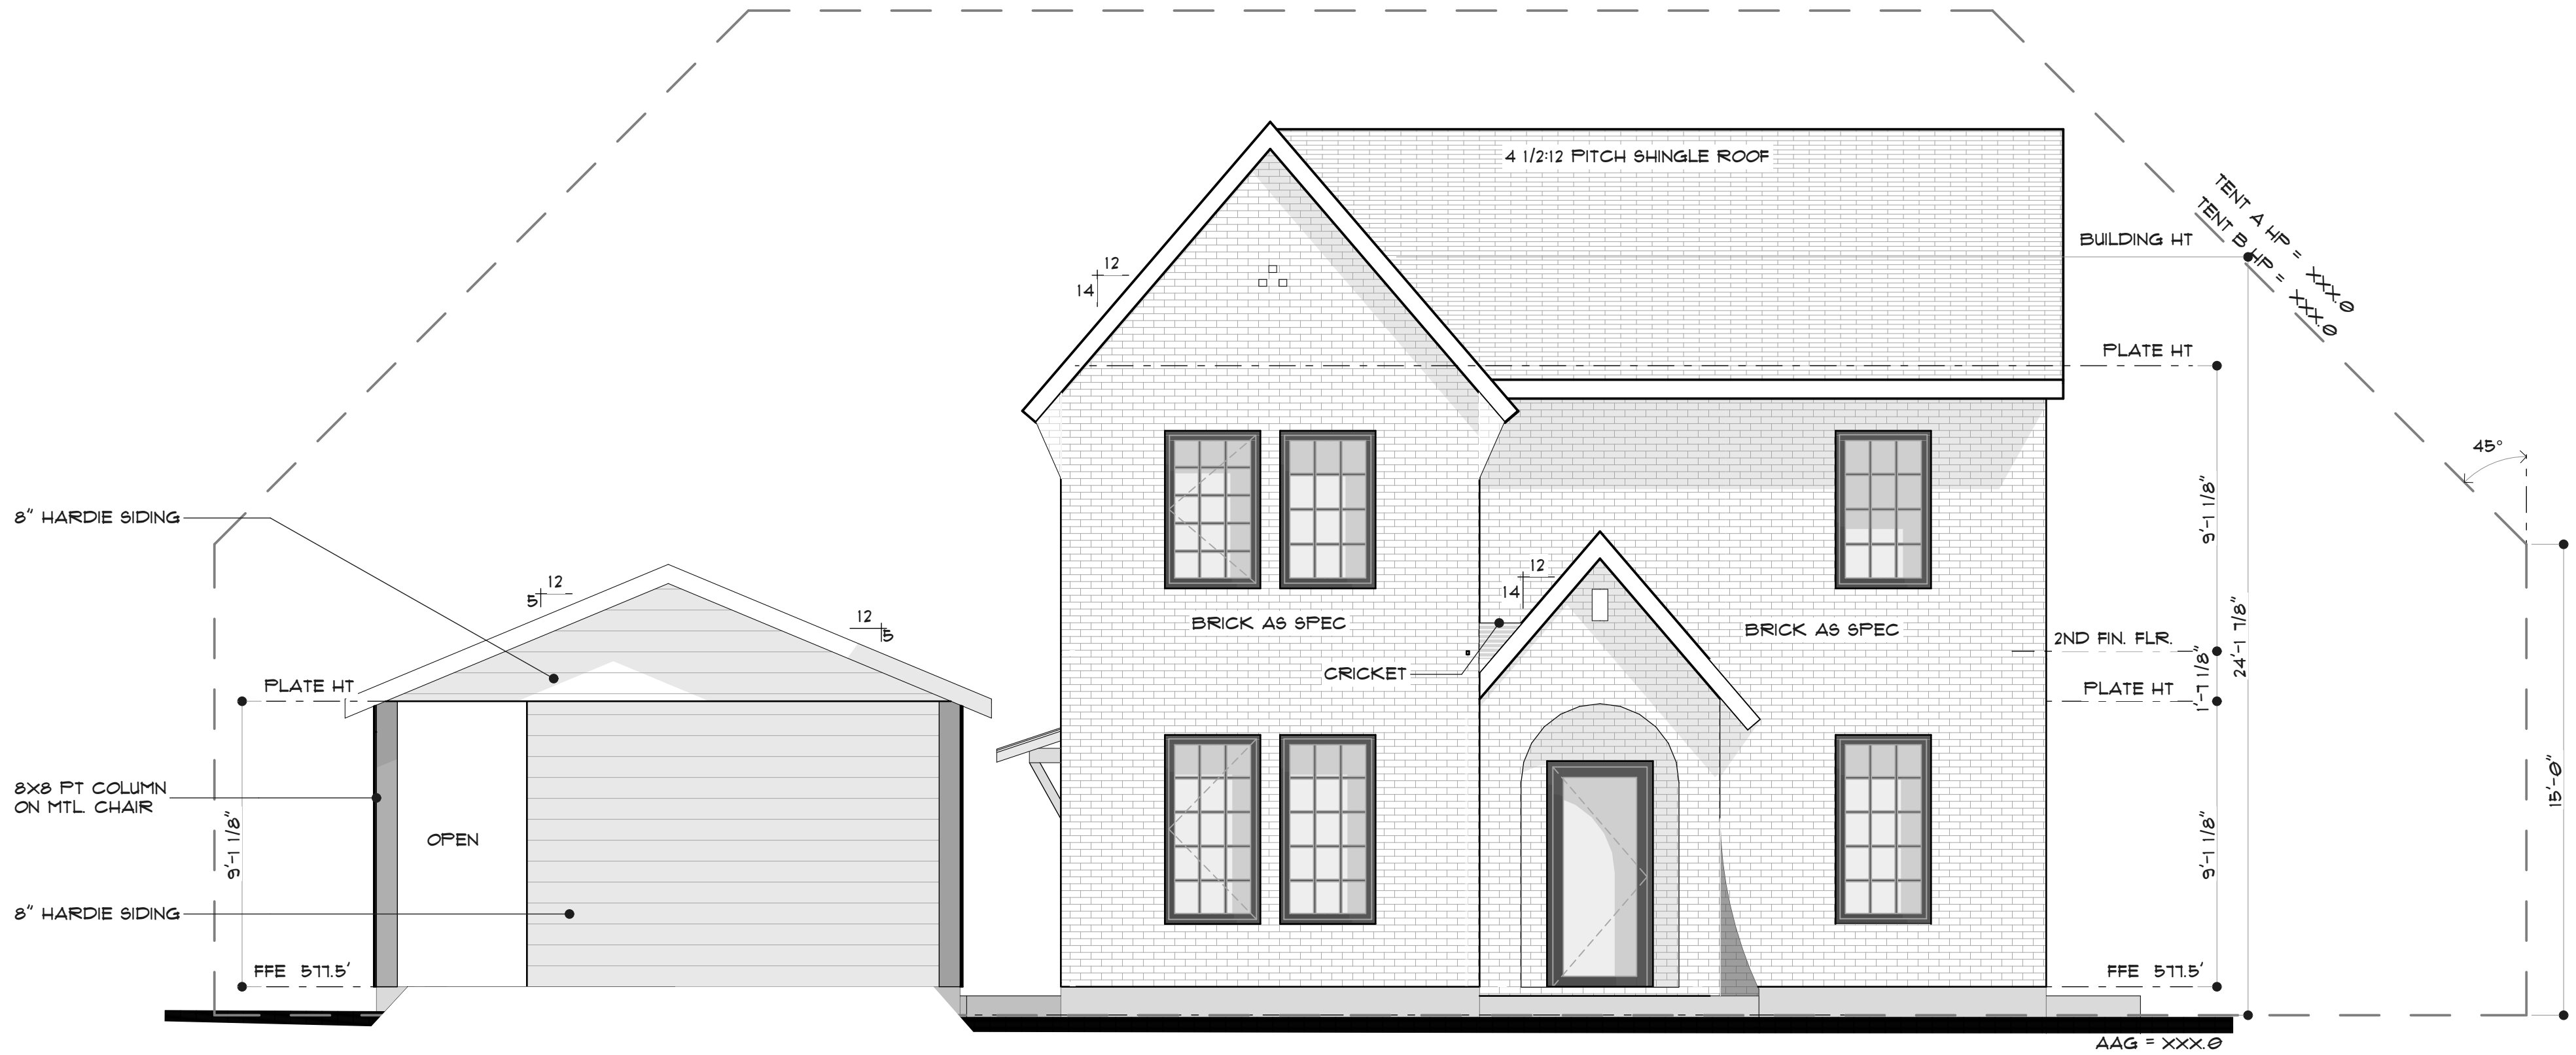 4 1/2:12 PITCH SHINGLE ROOF
TENT A HP = XXX.0
TENT B HP = XXX.0
BUILDING HT
12
14
PLATE HT
45°
8" HARDIE SIDING
9'-1 1/8"
12
5
12
14
12
5
BRICK AS SPEC
BRICK AS SPEC
2ND FIN. FLR.
24'-1 7/8"
CRICKET
PLATE HT
PLATE HT
1'-7 1/8"
8X8 PT COLUMN
ON MTL. CHAIR
15'-0"
OPEN
9'-1 1/8"
9'-1 1/8"
8" HARDIE SIDING
FFE 577.5'
FFE 577.5'
AAG = XXX.0